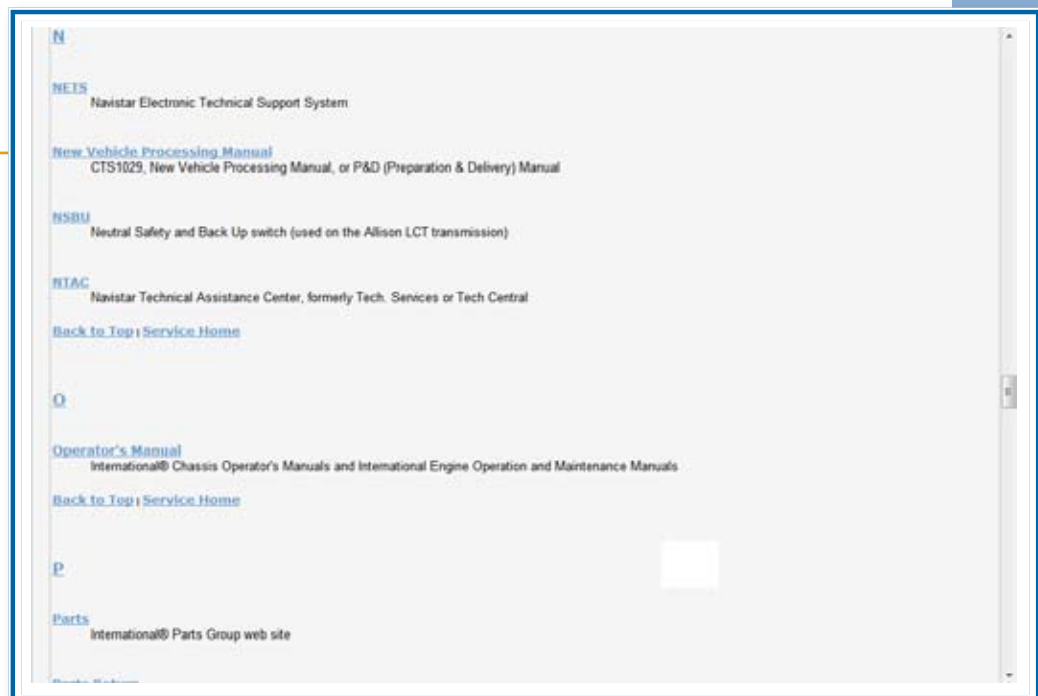 N
NETS
Navistar Electronic Technical Support System
New Vehicle Processing Manual
CTS1029, New Vehicle Processing Manual, or P&D (Preparation & Delivery) Manual
NSBU
Neutral Safety and Back Up switch (used on the Allison LCT transmission)
NTAC
Navistar Technical Assistance Center, formerly Tech. Services or Tech Central
Back to Top | Service Home
O
Operator's Manual
International® Chassis Operator's Manuals and International Engine Operation and Maintenance Manuals
Back to Top | Service Home
P
Parts
International® Parts Group web site